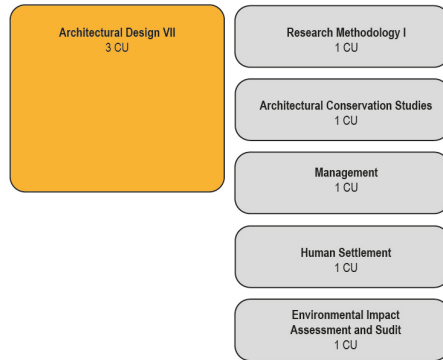 Architectural Design VII
3 CU
Research Methodology I
1 CU
Architectural Conservation Studies
1 CU
Management
1 CU
Human Settlement
1 CU
Environmental Impact
Assessment and Sudit
1 CU